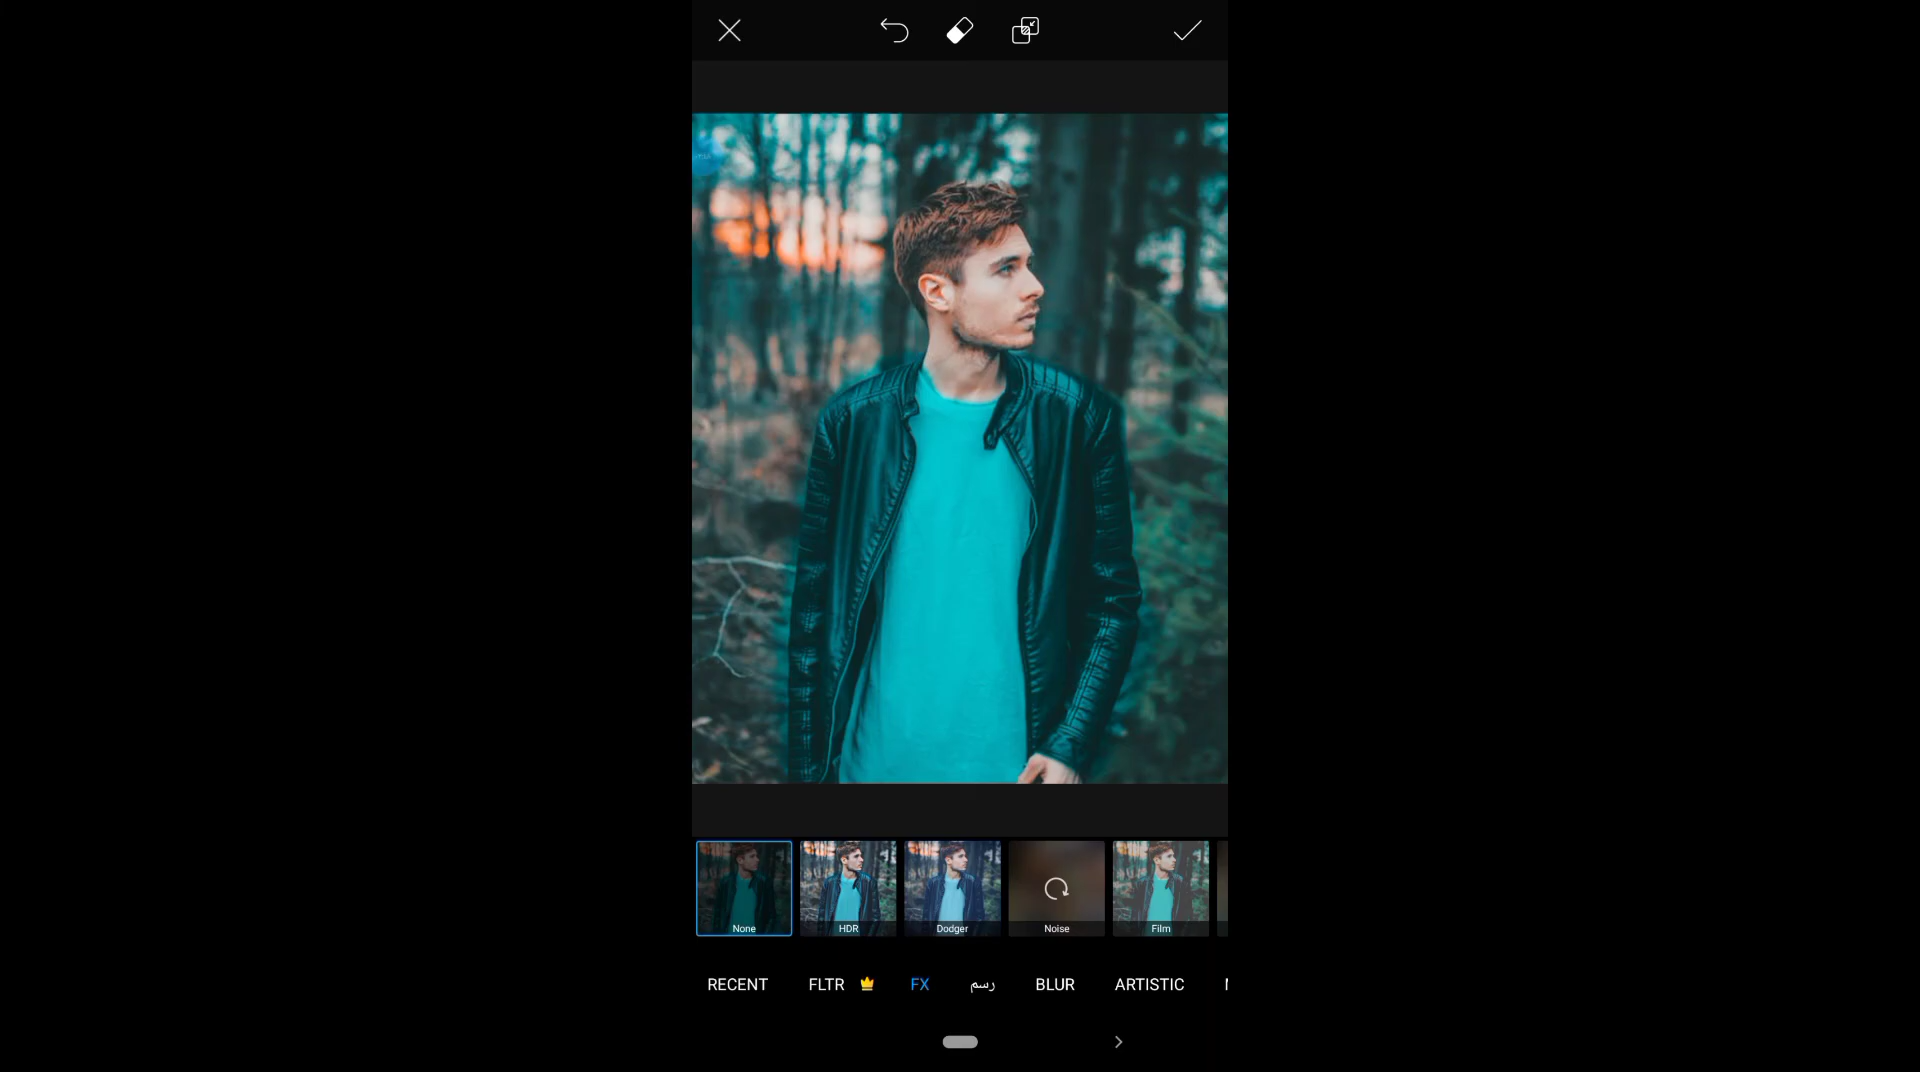 None
HDR
Dodger
Noise
Film
RECENT
FLTR
FX
رسم
BLUR
ARTISTIC